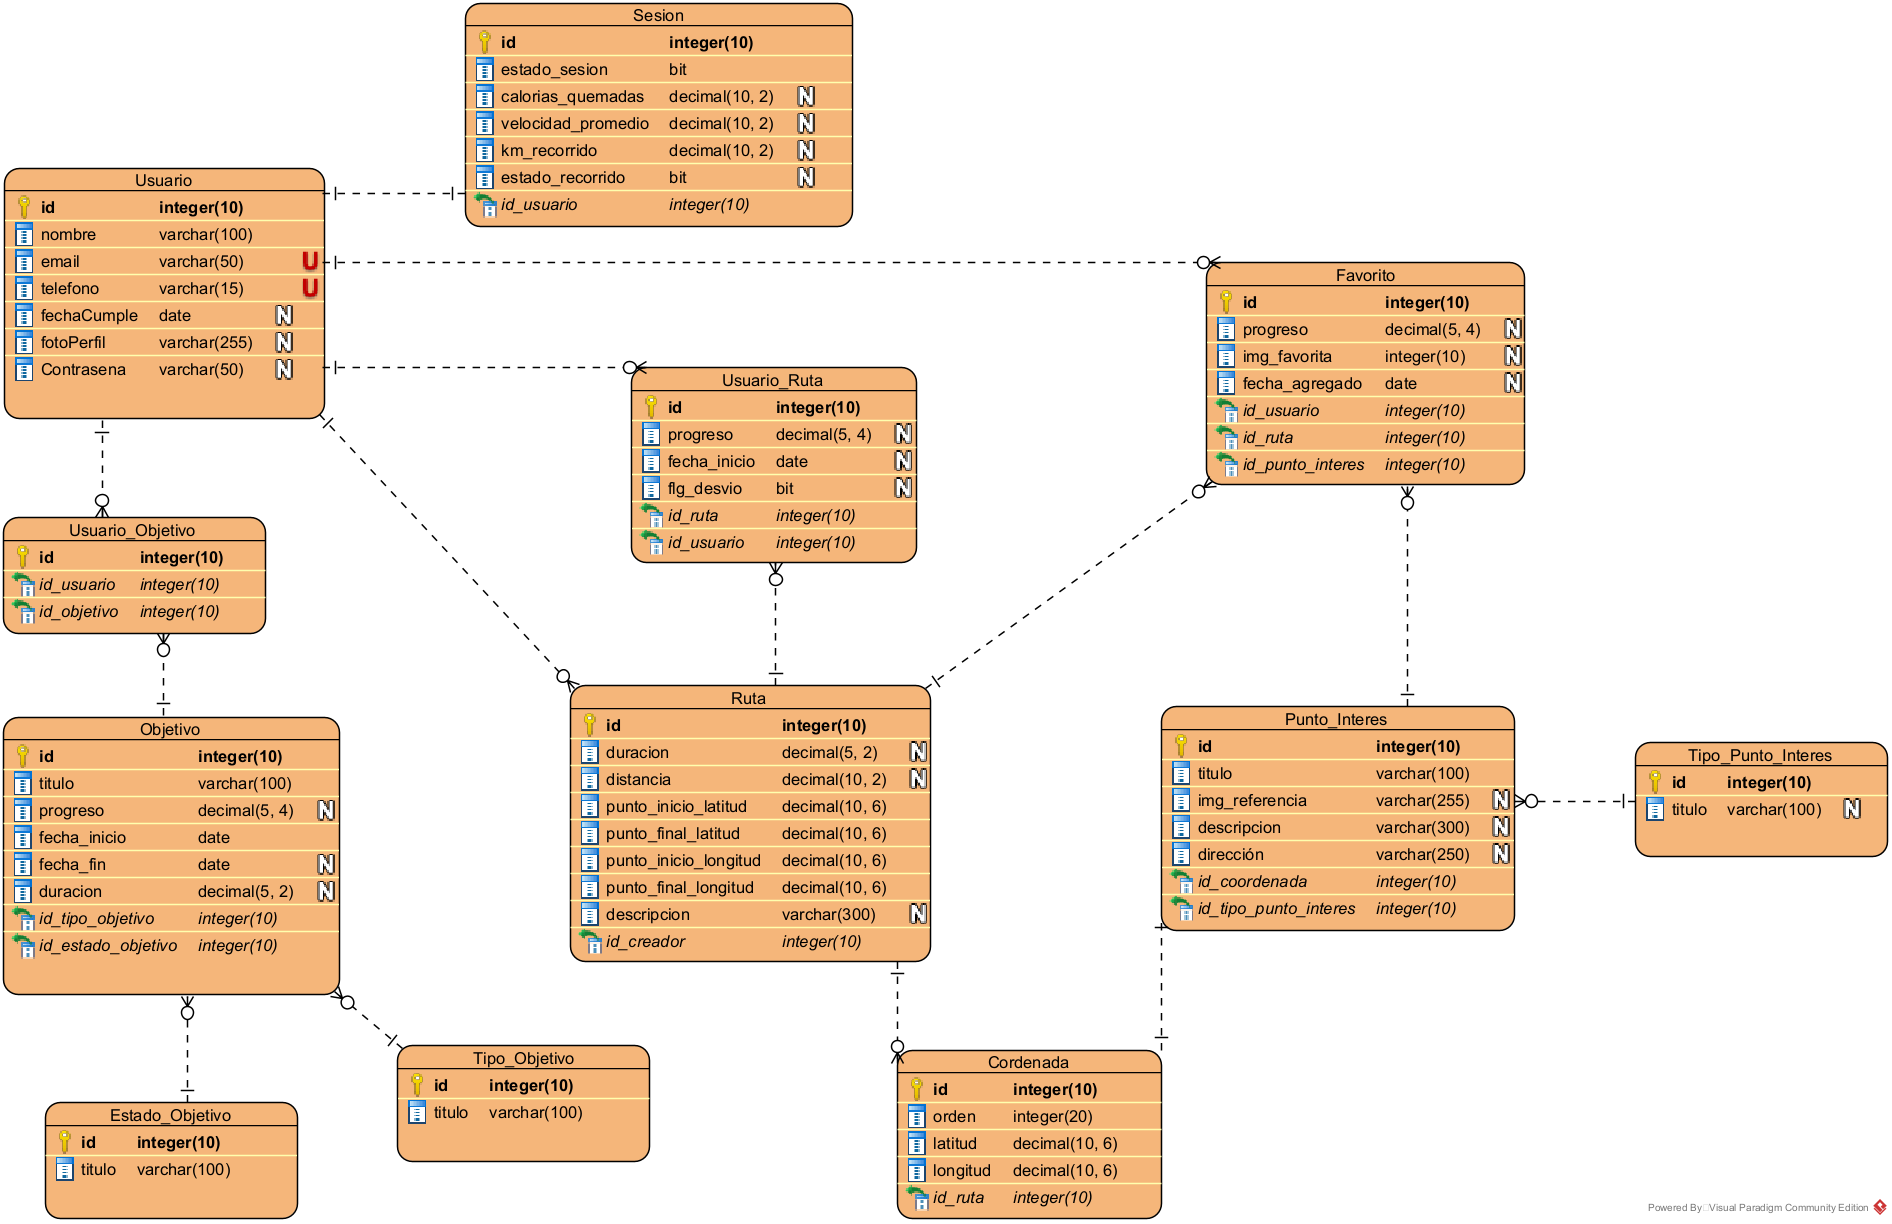 Sesion
id integer(10)
estado_sesion bit
calorias_quemadas decimal(10, 2) N
velocidad_promedio decimal(10, 2) N
km_recorrido decimal(10, 2) N
estado_recorrido bit N
id_usuario integer(10)
Usuario
id integer(10)
nombre varchar(100)
email varchar(50) U
telefono varchar(15) U
fechaCumple date N
fotoPerfil varchar(255) N
Contrasena varchar(50) N
Favorito
id integer(10)
progreso decimal(5, 4) N
img_favorita integer(10) N
fecha_agregado date N
id_usuario integer(10)
id_ruta integer(10)
id_punto_interes integer(10)
Usuario_Ruta
id integer(10)
progreso decimal(5, 4) N
fecha_inicio date N
flg_desvio bit N
id_ruta integer(10)
id_usuario integer(10)
Usuario_Objetivo
id integer(10)
id_usuario integer(10)
id_objetivo integer(10)
Objetivo
id integer(10)
titulo varchar(100)
progreso decimal(5, 4) N
fecha_inicio date
fecha_fin date N
duracion decimal(5, 2) N
id_tipo_objetivo integer(10)
id_estado_objetivo integer(10)
Ruta
id integer(10)
duracion decimal(5, 2) N
distancia decimal(10, 2) N
punto_inicio_latitud decimal(10, 6)
punto_final_latitud decimal(10, 6)
punto_inicio_longitud decimal(10, 6)
punto_final_longitud decimal(10, 6)
descripcion varchar(300) N
id_creador integer(10)
Punto_Interes
id integer(10)
titulo varchar(100)
img_referencia varchar(255) N
descripcion varchar(300) N
dirección varchar(250) N
id_coordenada integer(10)
id_tipo_punto_interes integer(10)
Tipo_Punto_Interes
id integer(10)
titulo varchar(100) N
Tipo_Objetivo
id integer(10)
titulo varchar(100)
Estado_Objetivo
id integer(10)
titulo varchar(100)
Cordenada
id integer(10)
orden integer(20)
latitud decimal(10, 6)
longitud decimal(10, 6)
id_ruta integer(10)
Powered By Visual Paradigm Community Edition